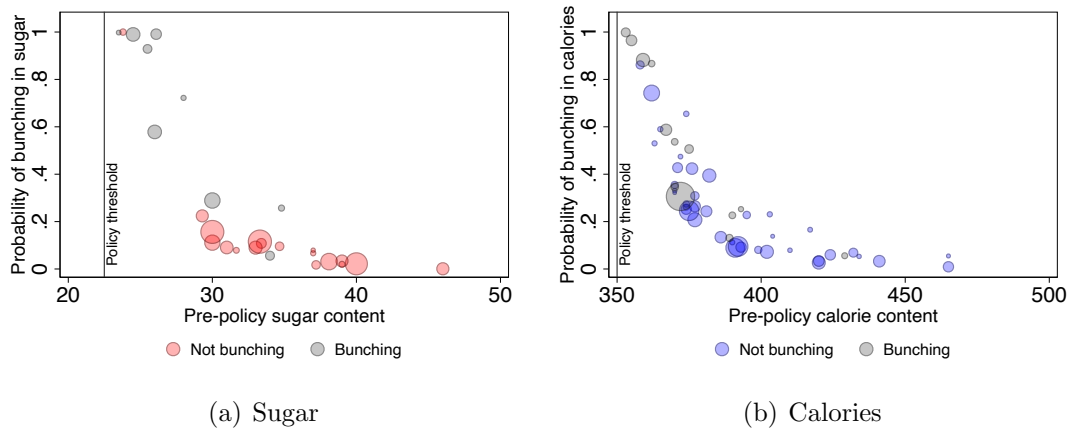 Probability of bunching in sugar
1
.8
.6
.4
.2
0
Policy threshold
20 30 40 50
Pre-policy sugar content
Not bunching Bunching
(a) Sugar
Probability of bunching in calories
1
.8
.6
.4
.2
0
Policy threshold
350 400 450 500
Pre-policy calorie content
Not bunching Bunching
(b) Calories